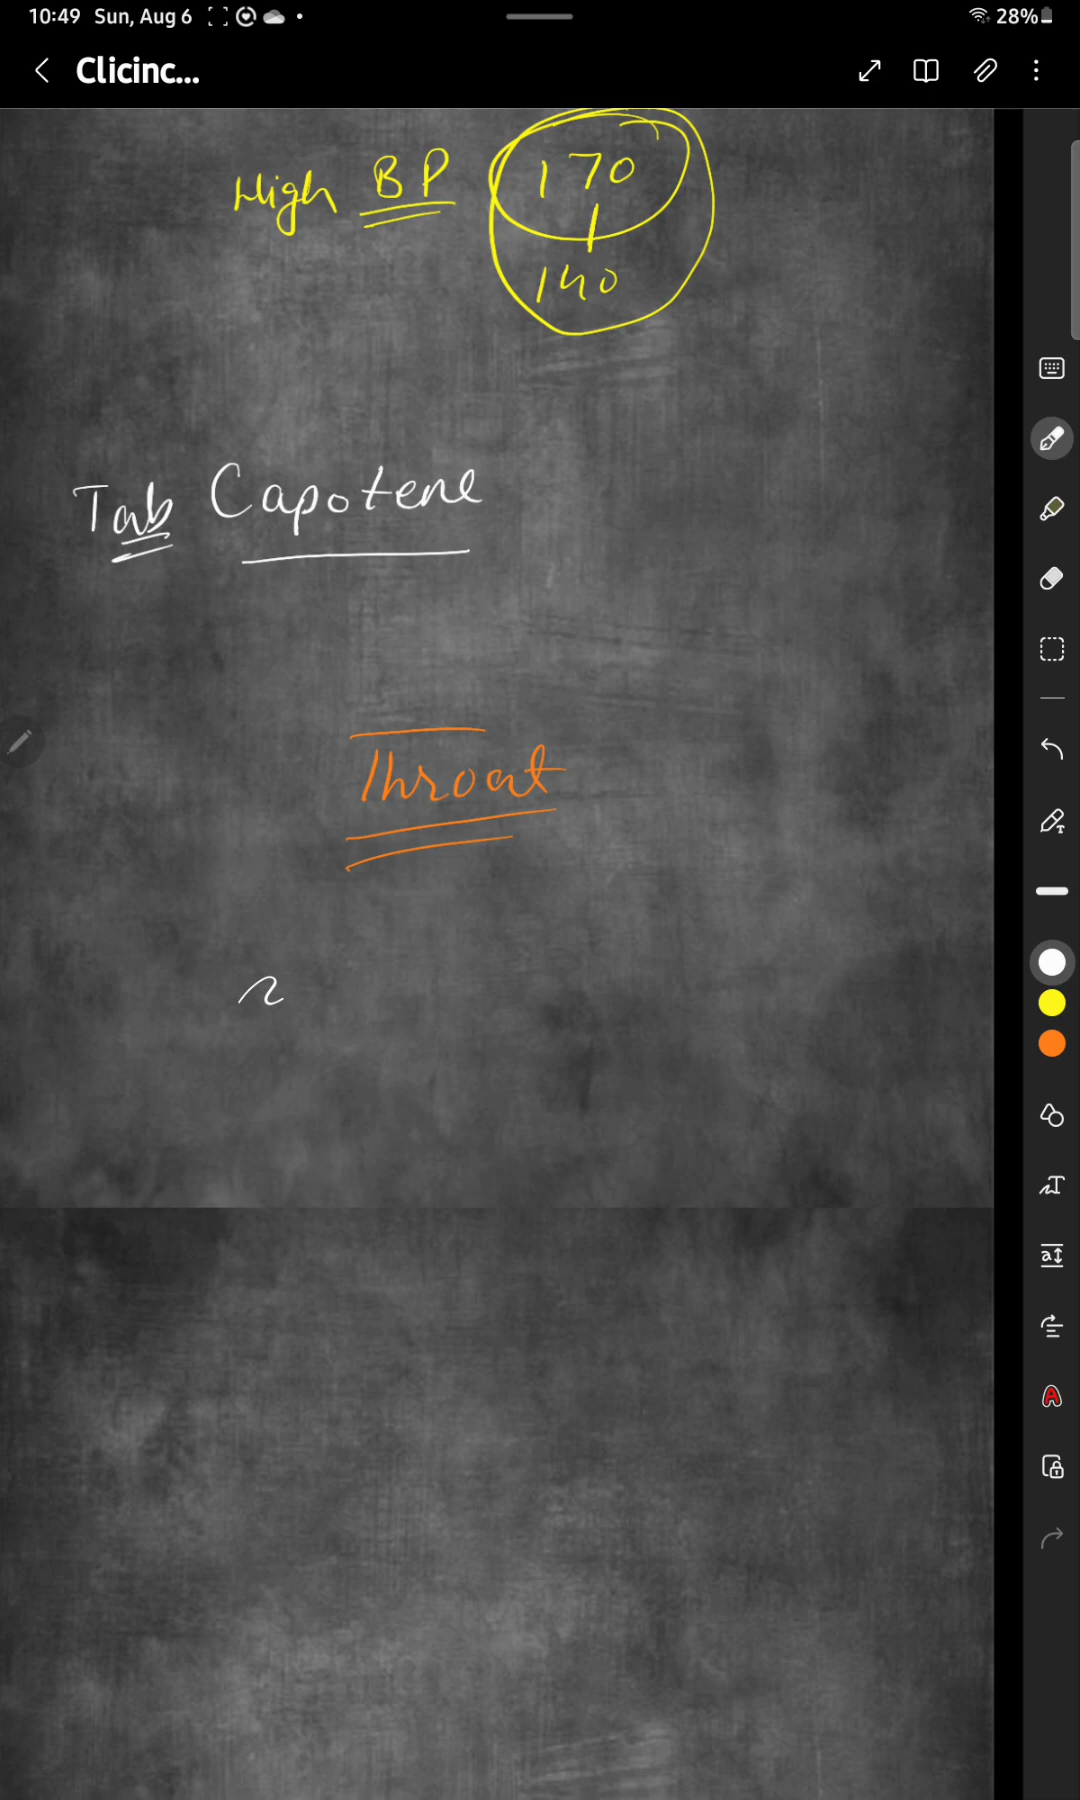 10:49 Sun, Aug 6 28%
Clicinc...
High BP 170
140
Tab Capotene
Throat